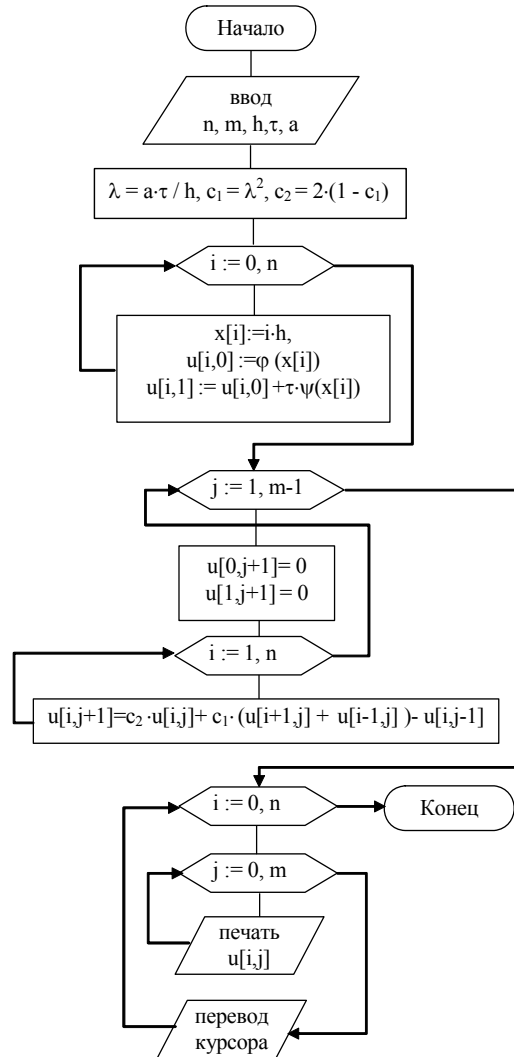 Начало
ввод
n, m, h,τ, a
λ = a·τ / h, c₁ = λ², c₂ = 2·(1 - c₁)
i := 0, n
x[i]:=i·h,
u[i,0] :=φ (x[i])
u[i,1] := u[i,0] +τ·ψ(x[i])
j := 1, m-1
u[0,j+1]= 0
u[1,j+1] = 0
i := 1, n
u[i,j+1]=c₂ ·u[i,j]+ c₁· (u[i+1,j] + u[i-1,j] )- u[i,j-1]
i := 0, n
Конец
j := 0, m
печать
u[i,j]
перевод
курсора